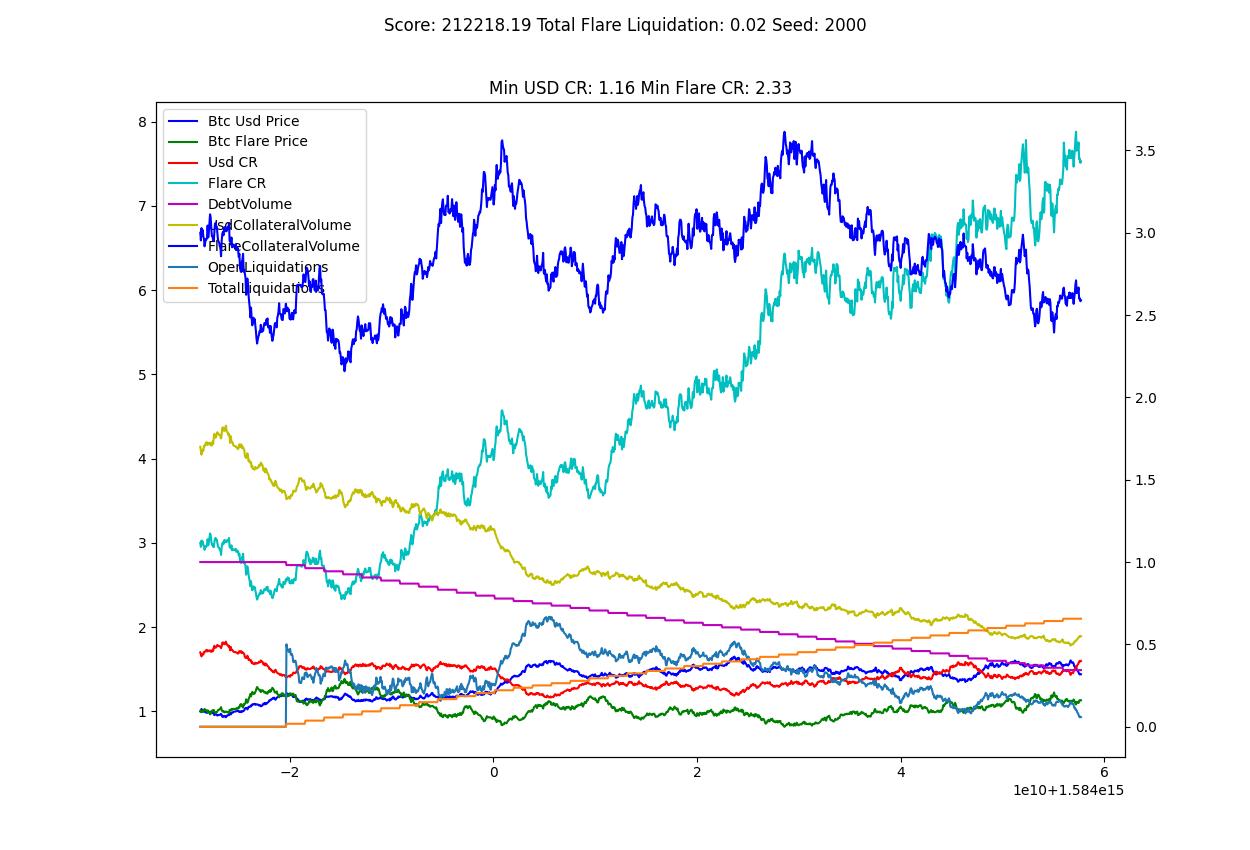 Score: 212218.19 Total Flare Liquidation: 0.02 Seed: 2000
Min USD CR: 1.16 Min Flare CR: 2.33
Btc Usd Price
Btc Flare Price
Usd CR
Flare CR
DebtVolume
UsdCollateralVolume
FlareCollateralVolume
OpenLiquidations
TotalLiquidations
8
7
6
5
4
3
2
1
3.5
3.0
2.5
2.0
1.5
1.0
0.5
0.0
−2 0 2 4 6
1e10+1.584e15